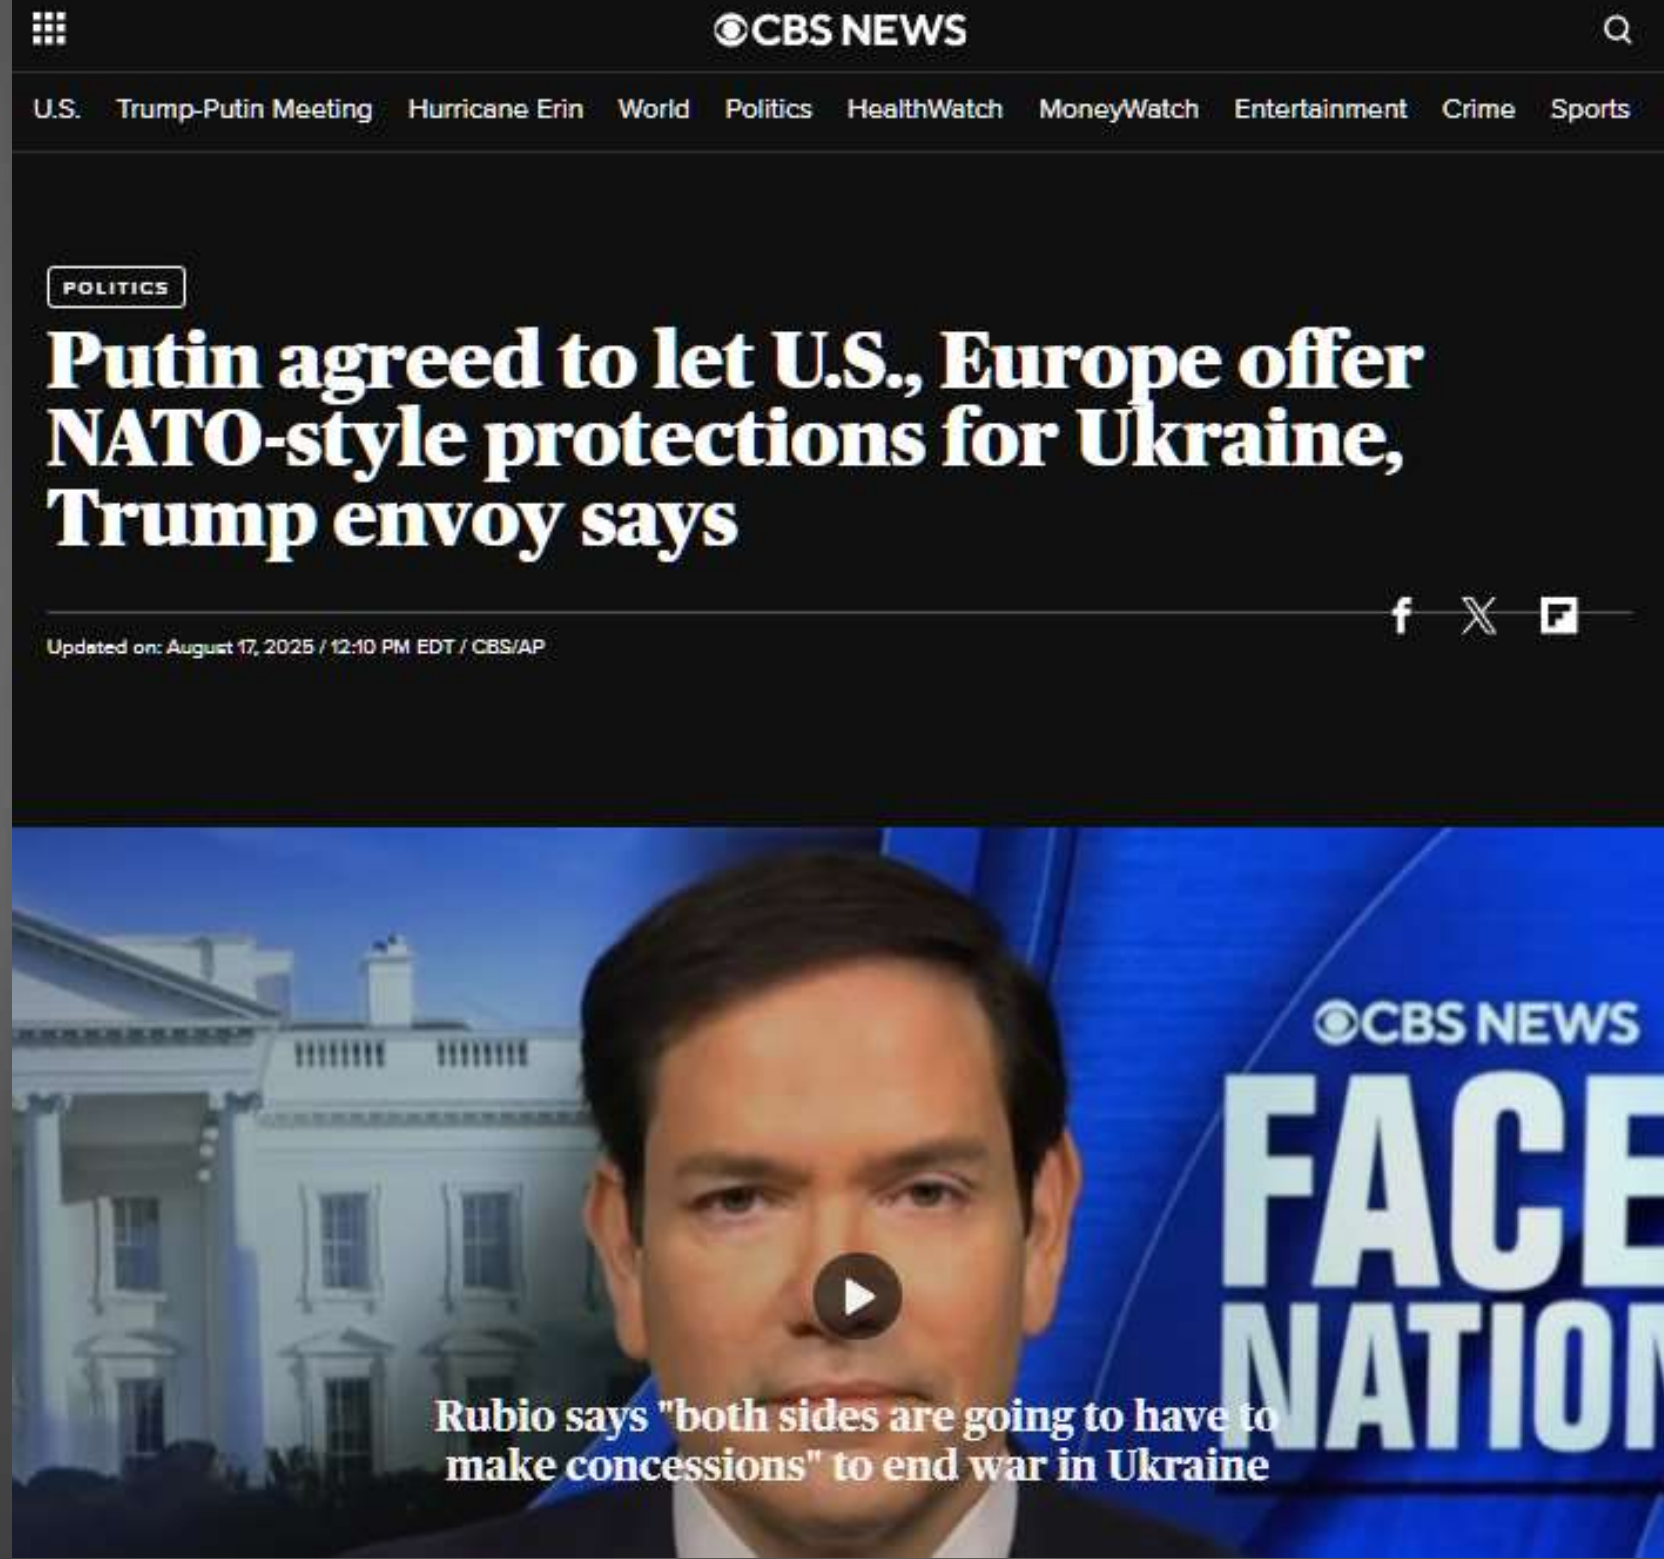 CBS NEWS
U.S. Trump-Putin Meeting Hurricane Erin World Politics HealthWatch MoneyWatch Entertainment Crime Sports
POLITICS
Putin agreed to let U.S., Europe offer
NATO-style protections for Ukraine,
Trump envoy says
Updated on: August 17, 2025 / 12:10 PM EDT / CBS/AP
CBS NEWS
FACE
NATION
Rubio says "both sides are going to have to
make concessions" to end war in Ukraine